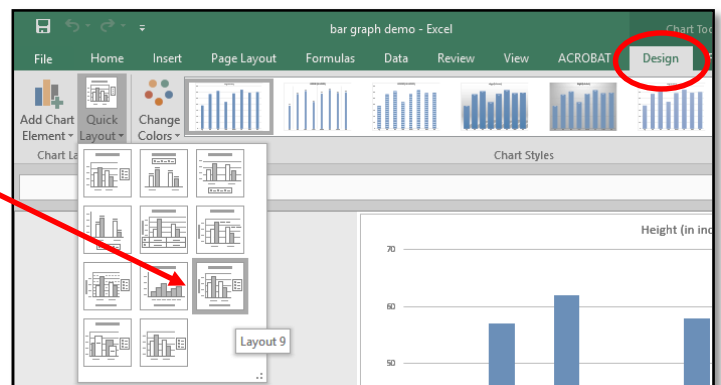 bar graph demo - Excel
Chart Too
File Home Insert Page Layout Formulas Data Review View ACROBAT Design
Add Chart Element
Quick Layout
Change Colors
Chart La
Chart Styles
Height (in inc
70
60
50
Layout 9